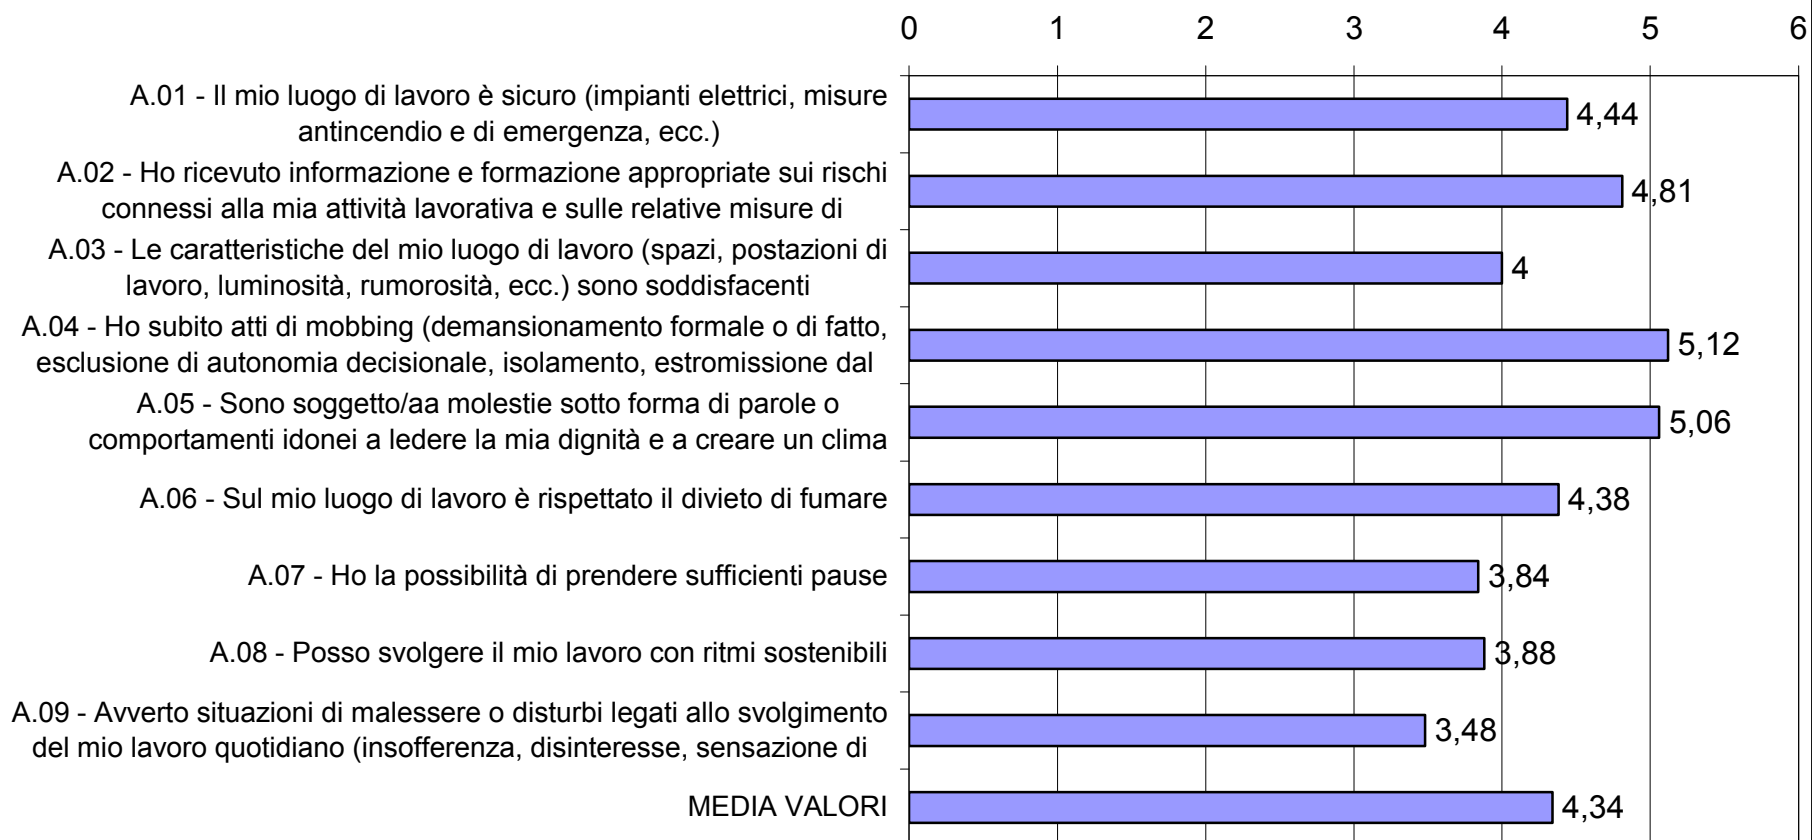 0 1 2 3 4 5 6
A.01 - Il mio luogo di lavoro è sicuro (impianti elettrici, misure
antincendio e di emergenza, ecc.)
4,44
A.02 - Ho ricevuto informazione e formazione appropriate sui rischi
connessi alla mia attività lavorativa e sulle relative misure di
4,81
A.03 - Le caratteristiche del mio luogo di lavoro (spazi, postazioni di
lavoro, luminosità, rumorosità, ecc.) sono soddisfacenti
4
A.04 - Ho subito atti di mobbing (demansionamento formale o di fatto,
esclusione di autonomia decisionale, isolamento, estromissione dal
5,12
A.05 - Sono soggetto/aa molestie sotto forma di parole o
comportamenti idonei a ledere la mia dignità e a creare un clima
5,06
A.06 - Sul mio luogo di lavoro è rispettato il divieto di fumare
4,38
A.07 - Ho la possibilità di prendere sufficienti pause
3,84
A.08 - Posso svolgere il mio lavoro con ritmi sostenibili
3,88
A.09 - Avverto situazioni di malessere o disturbi legati allo svolgimento
del mio lavoro quotidiano (insofferenza, disinteresse, sensazione di
3,48
MEDIA VALORI
4,34